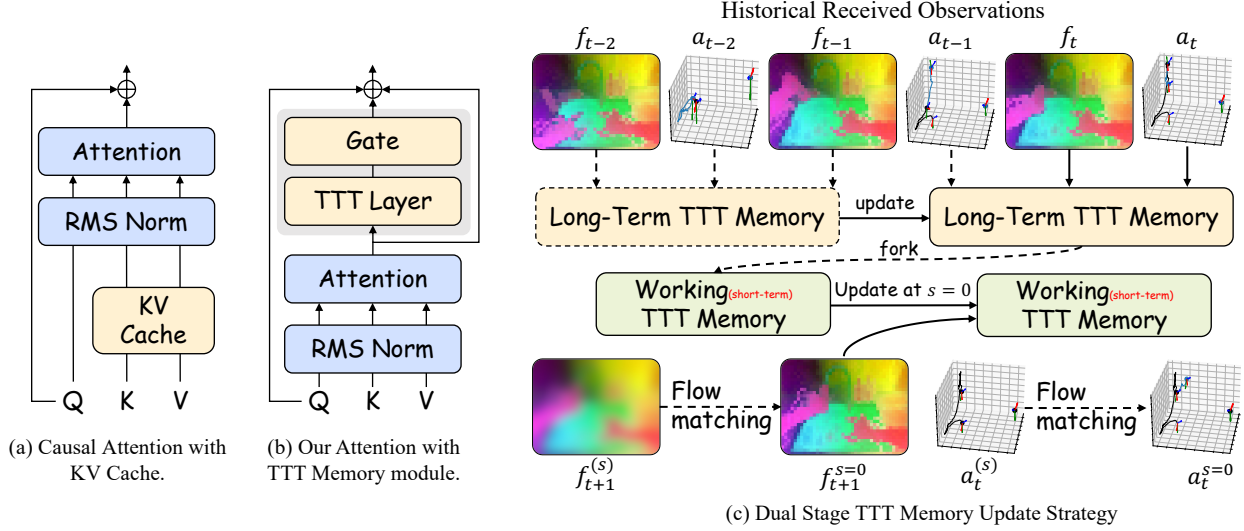 Attention
RMS Norm
KV
Cache
Q K V
(a) Causal Attention with
KV Cache.
Gate
TTT Layer
Attention
RMS Norm
Q K V
(b) Our Attention with
TTT Memory module.
Historical Received Observations
f_{t-2} a_{t-2} f_{t-1} a_{t-1} f_t a_t
Long-Term TTT Memory
update
Long-Term TTT Memory
fork
Working(short-term)
TTT Memory
Update at s = 0
Working(short-term)
TTT Memory
Flow
matching
Flow
matching
f_{t+1}^{(s)} f_{t+1}^{s=0} a_t^{(s)} a_t^{s=0}
(c) Dual Stage TTT Memory Update Strategy